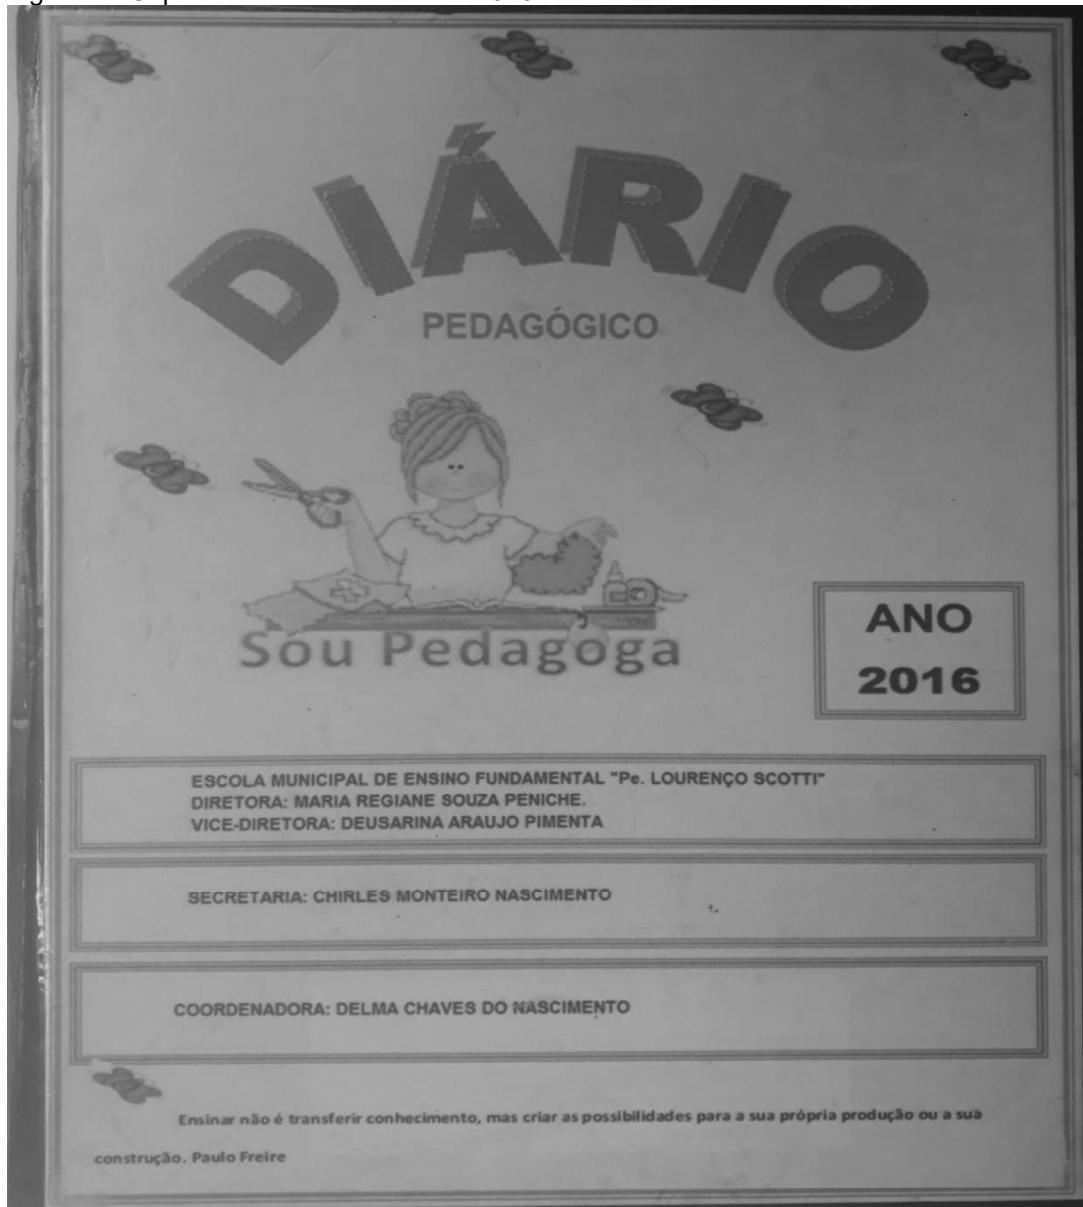 DIÁRIO
PEDAGÓGICO
Sou Pedagoga
ANO
2016
ESCOLA MUNICIPAL DE ENSINO FUNDAMENTAL "Pe. LOURENÇO SCOTTI"
DIRETORA: MARIA REGIANE SOUZA PENICHE.
VICE-DIRETORA: DEUSARINA ARAUJO PIMENTA
SECRETARIA: CHIRLES MONTEIRO NASCIMENTO
COORDENADORA: DELMA CHAVES DO NASCIMENTO
Ensinar não é transferir conhecimento, mas criar as possibilidades para a sua própria produção ou a sua
construção. Paulo Freire